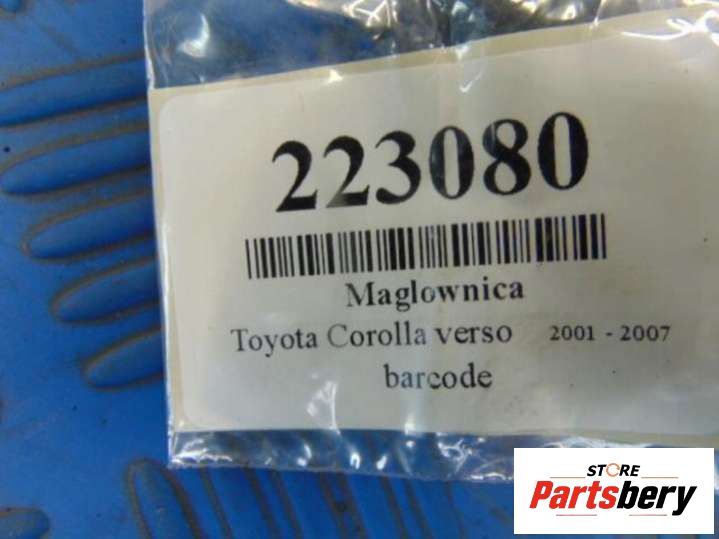 223080
Maglownica
Toyota Corolla verso 2001 - 2007
barcode
STORE
Partsbery